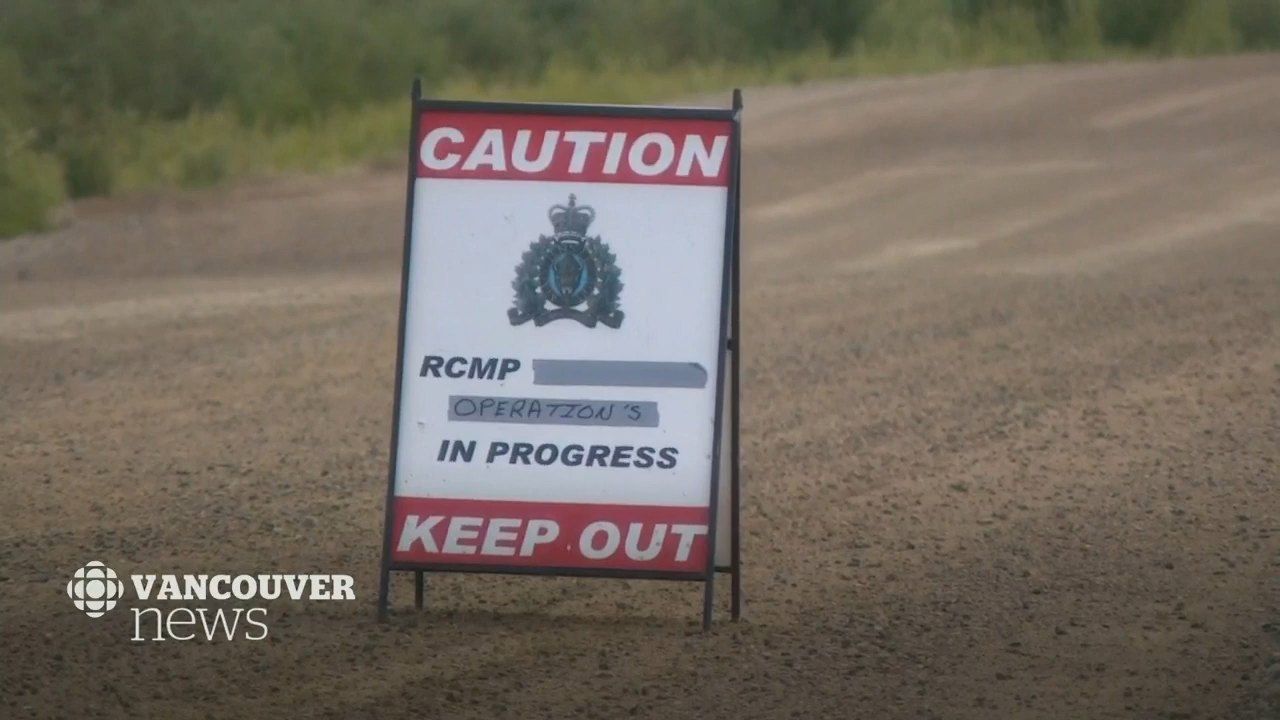 CAUTION
RCMP
OPERATION'S
IN PROGRESS
KEEP OUT
VANCOUVER
news